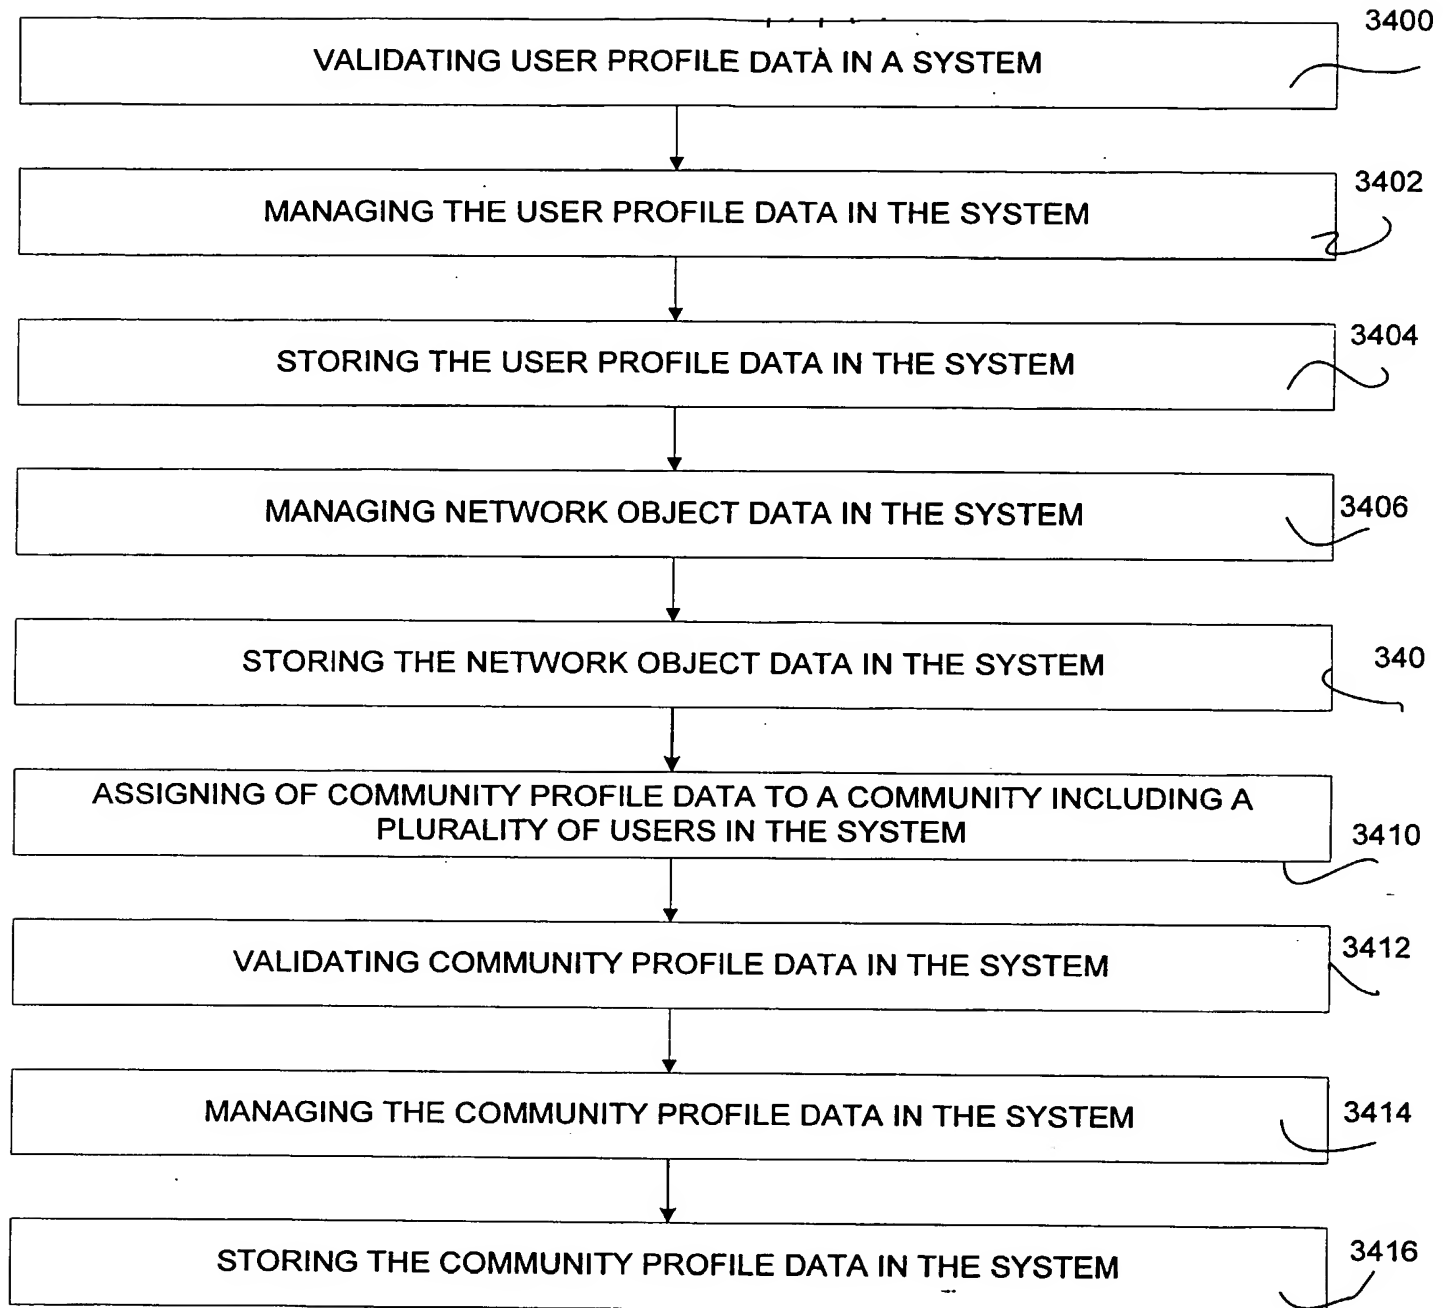 3400
VALIDATING USER PROFILE DATA IN A SYSTEM
3402
MANAGING THE USER PROFILE DATA IN THE SYSTEM
3404
STORING THE USER PROFILE DATA IN THE SYSTEM
3406
MANAGING NETWORK OBJECT DATA IN THE SYSTEM
340
STORING THE NETWORK OBJECT DATA IN THE SYSTEM
ASSIGNING OF COMMUNITY PROFILE DATA TO A COMMUNITY INCLUDING A
PLURALITY OF USERS IN THE SYSTEM
3410
3412
VALIDATING COMMUNITY PROFILE DATA IN THE SYSTEM
MANAGING THE COMMUNITY PROFILE DATA IN THE SYSTEM
3414
STORING THE COMMUNITY PROFILE DATA IN THE SYSTEM
3416